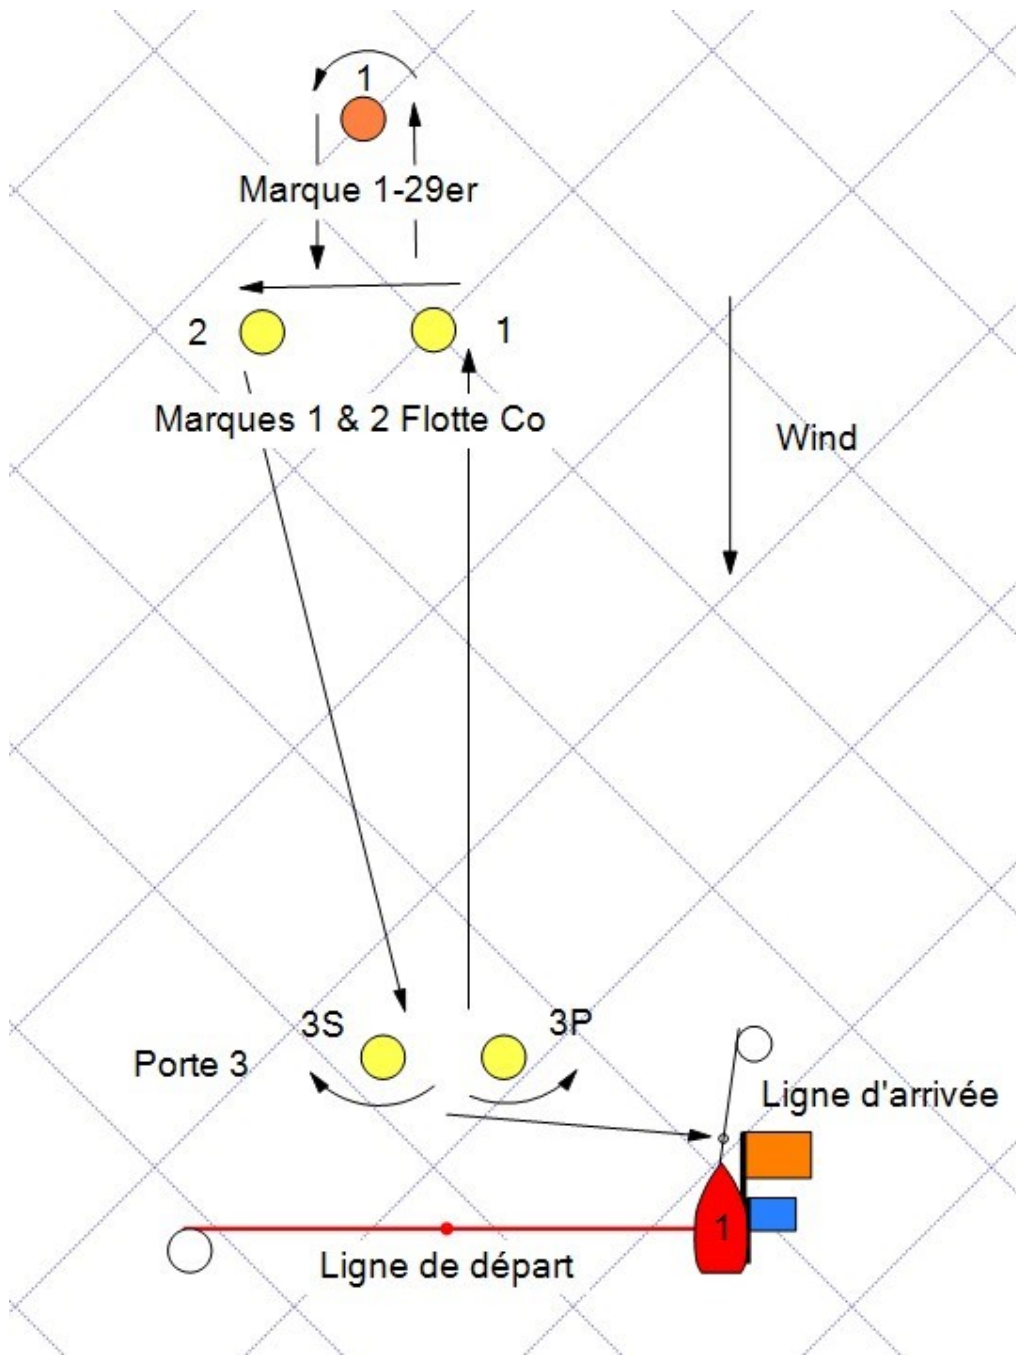 1
Marque 1-29er
2
1
Marques 1 & 2 Flotte Co
Wind
3S
3P
Porte 3
Ligne d'arrivée
1
Ligne de départ